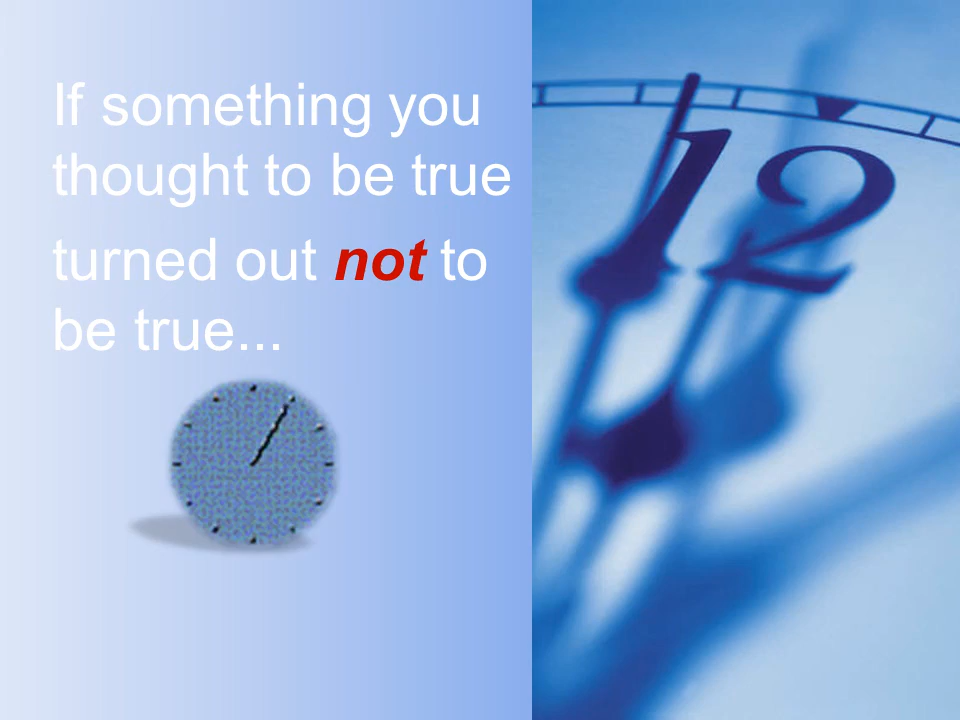 If something you
thought to be true
turned out not to
be true...
12